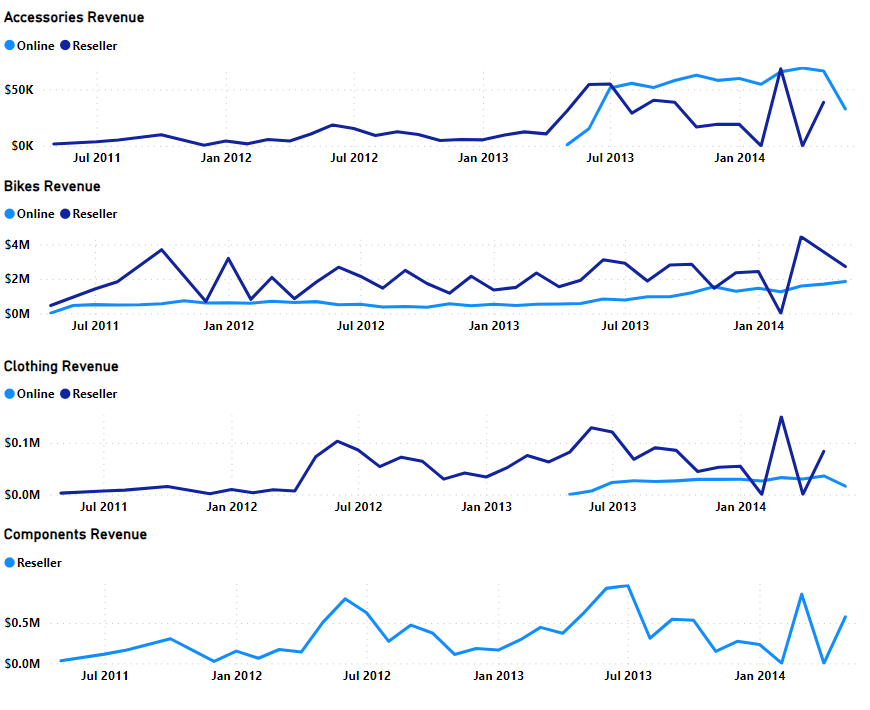 Accessories Revenue
Online Reseller
$50K
$0K
Jul 2011 Jan 2012 Jul 2012 Jan 2013 Jul 2013 Jan 2014
Bikes Revenue
Online Reseller
$4M
$2M
$0M
Jul 2011 Jan 2012 Jul 2012 Jan 2013 Jul 2013 Jan 2014
Clothing Revenue
Online Reseller
$0.1M
$0.0M
Jul 2011 Jan 2012 Jul 2012 Jan 2013 Jul 2013 Jan 2014
Components Revenue
Reseller
$0.5M
$0.0M
Jul 2011 Jan 2012 Jul 2012 Jan 2013 Jul 2013 Jan 2014